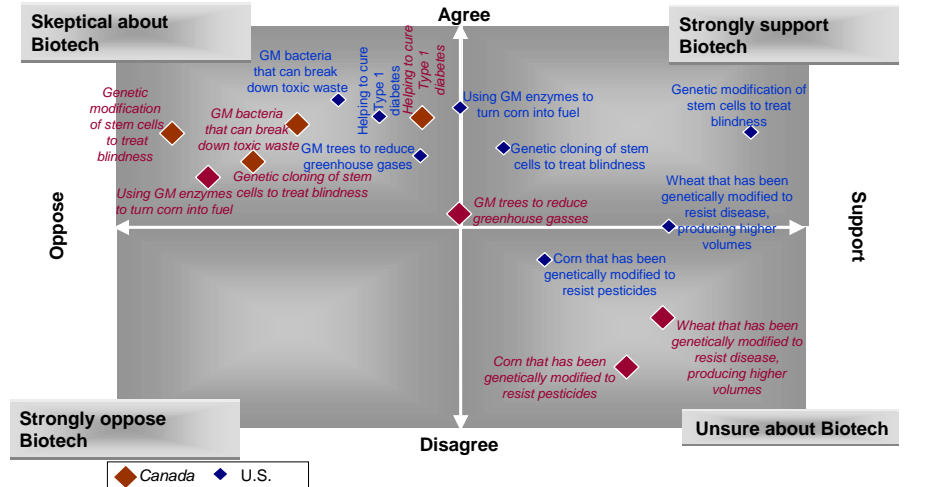 Agree
Skeptical about
Biotech
Strongly support
Biotech
GM bacteria
that can break
down toxic waste
Helping to cure
Type 1
diabetes
Helping to cure
Type 1
diabetes
Genetic
modification
of stem cells
to treat
blindness
GM bacteria
that can break
down toxic waste
Using GM enzymes to
turn corn into fuel
Genetic modification of
stem cells to treat
blindness
GM trees to reduce
greenhouse gases
Genetic cloning of stem
cells to treat blindness
Genetic cloning of stem
cells to treat blindness
Using GM enzymes
to turn corn into fuel
Wheat that has been
genetically modified to
resist disease,
producing higher
volumes
GM trees to reduce
greenhouse gasses
Oppose
Support
Corn that has been
genetically modified to
resist pesticides
Wheat that has been
genetically modified to
resist disease,
producing higher
volumes
Corn that has been
genetically modified to
resist pesticides
Strongly oppose
Biotech
Unsure about Biotech
Disagree
Canada
U.S.